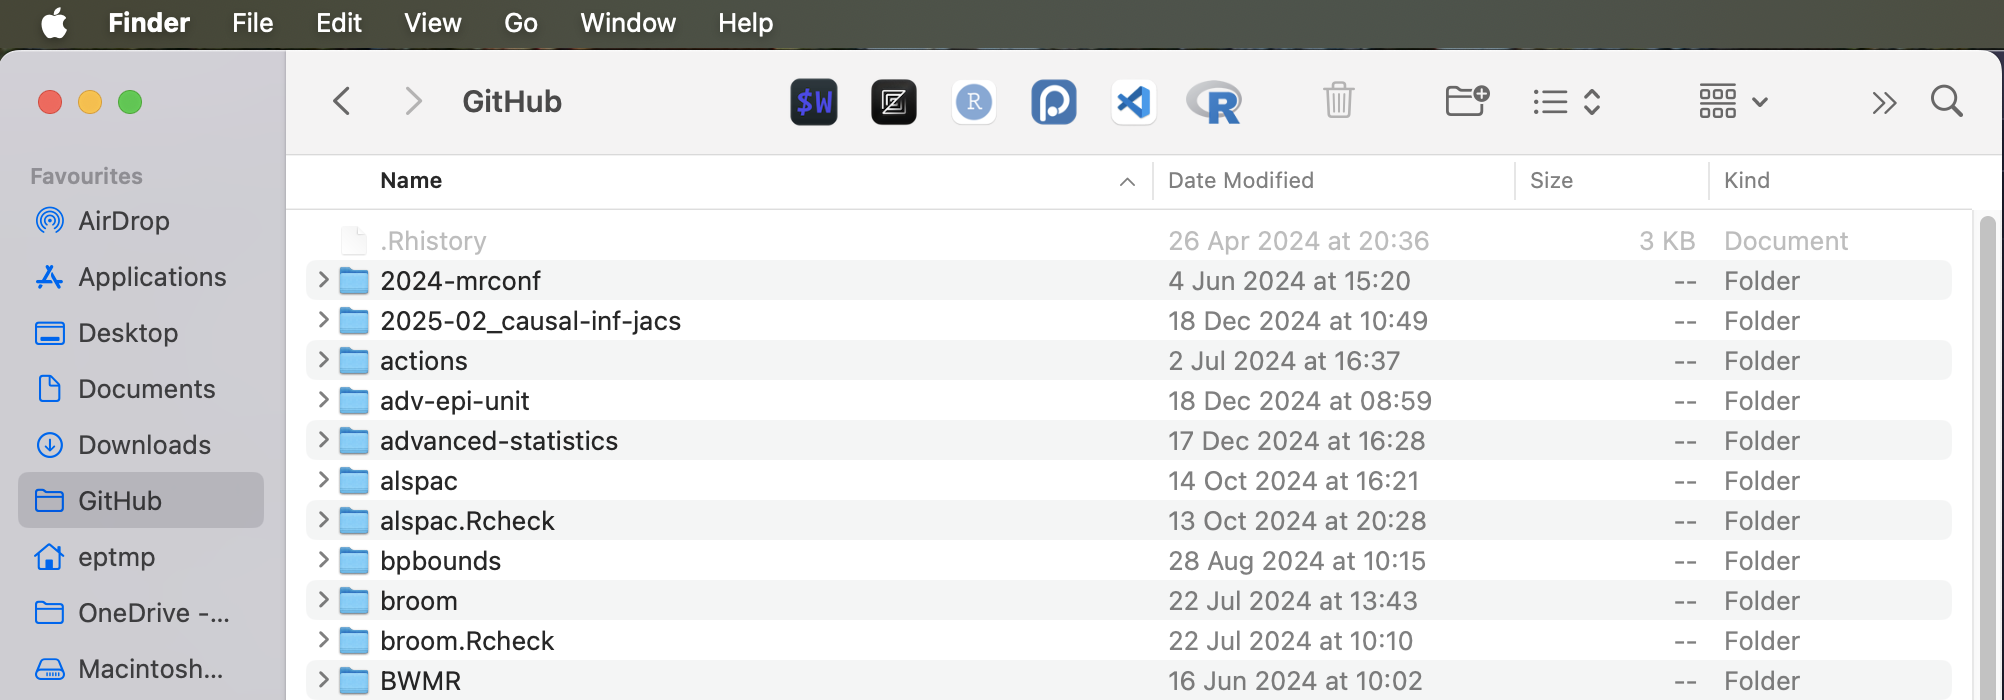 Finder File Edit View Go Window Help
GitHub $W R R
Favourites
AirDrop
Applications
Desktop
Documents
Downloads
GitHub
eptmp
OneDrive -...
Macintosh...
Name Date Modified Size Kind
.Rhistory 26 Apr 2024 at 20:36 3 KB Document
2024-mrconf 4 Jun 2024 at 15:20 -- Folder
2025-02_causal-inf-jacs 18 Dec 2024 at 10:49 -- Folder
actions 2 Jul 2024 at 16:37 -- Folder
adv-epi-unit 18 Dec 2024 at 08:59 -- Folder
advanced-statistics 17 Dec 2024 at 16:28 -- Folder
alspac 14 Oct 2024 at 16:21 -- Folder
alspac.Rcheck 13 Oct 2024 at 20:28 -- Folder
bpbounds 28 Aug 2024 at 10:15 -- Folder
broom 22 Jul 2024 at 13:43 -- Folder
broom.Rcheck 22 Jul 2024 at 10:10 -- Folder
BWMR 16 Jun 2024 at 10:02 -- Folder